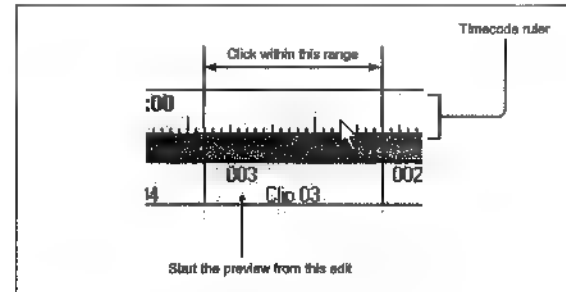 Timecode ruler
Click within this range
:00
003
002
14
Clip 03
Start the preview from this edit